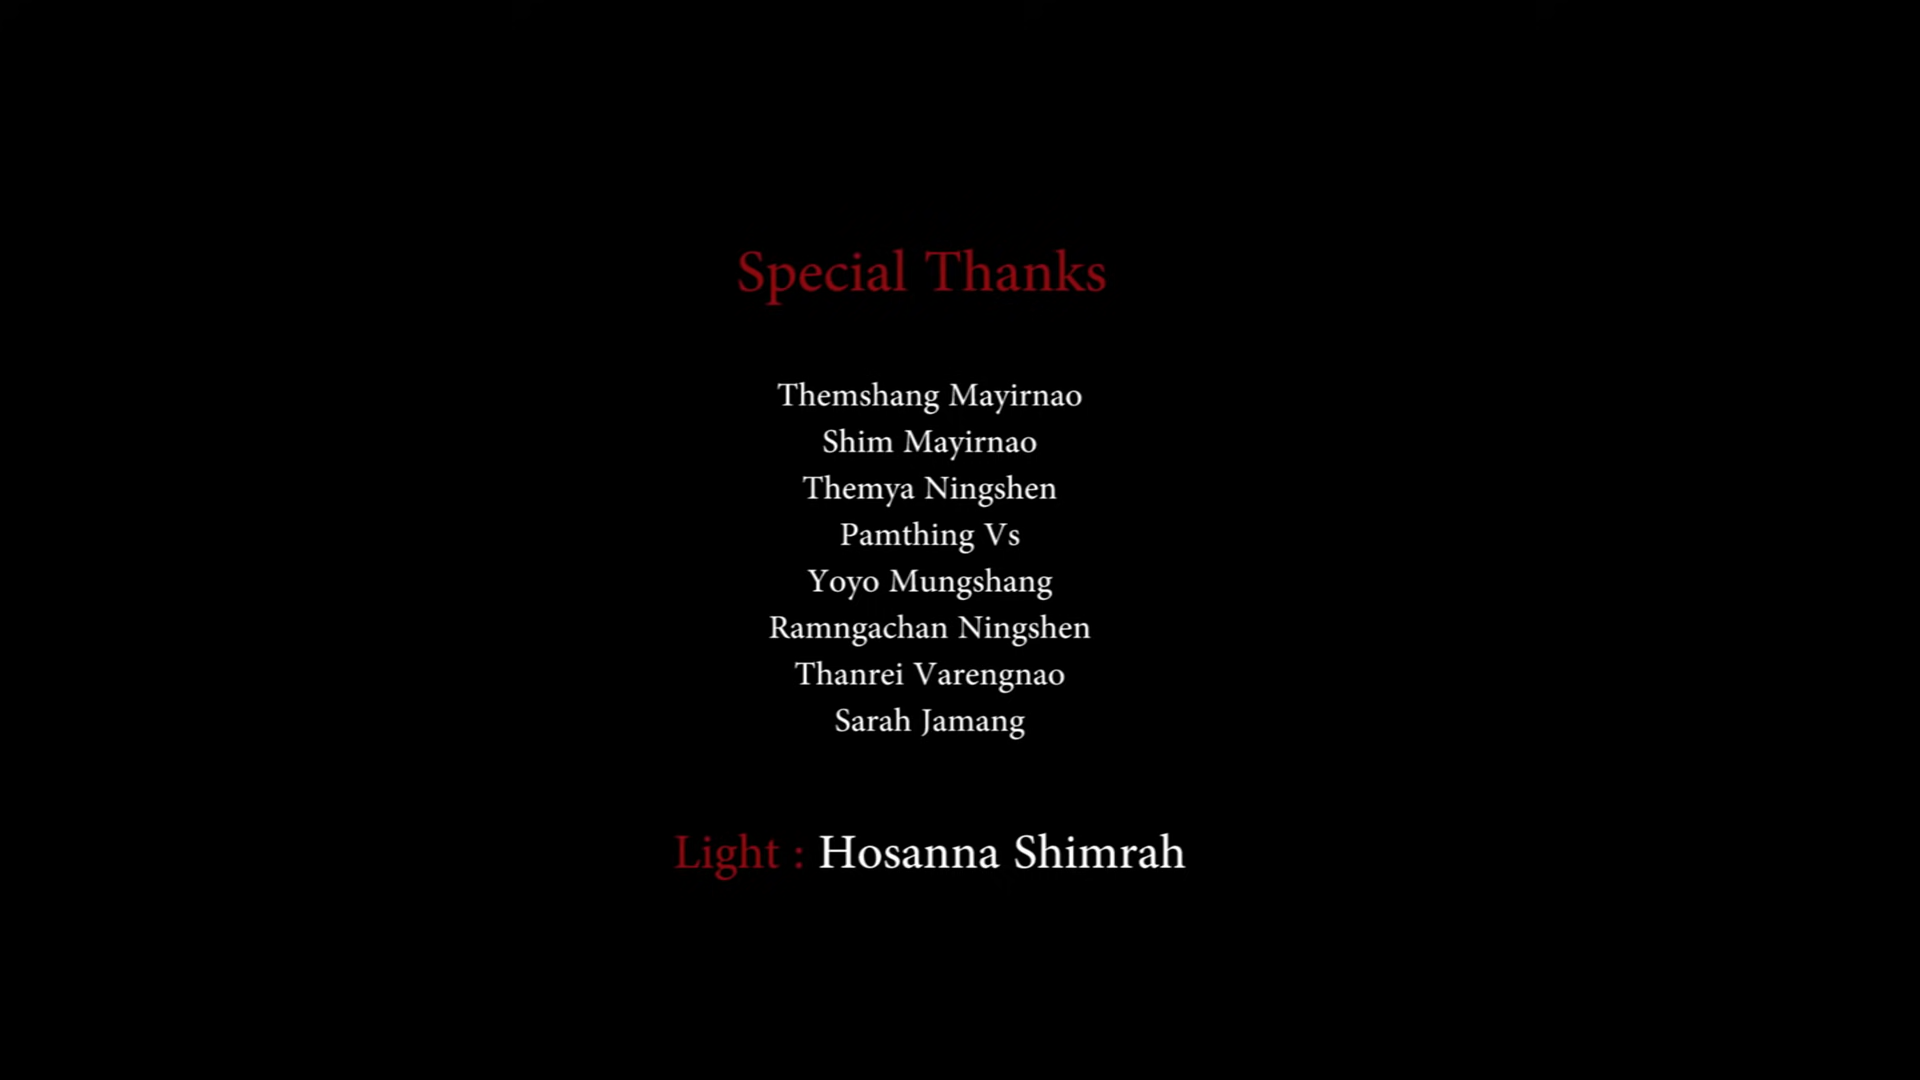 Special Thanks
Themshang Mayirnao
Shim Mayirnao
Themya Ningshen
Pamthing Vs
Yoyo Mungshang
Ramngachan Ningshen
Thanrei Varengnao
Sarah Jamang
Light : Hosanna Shimrah